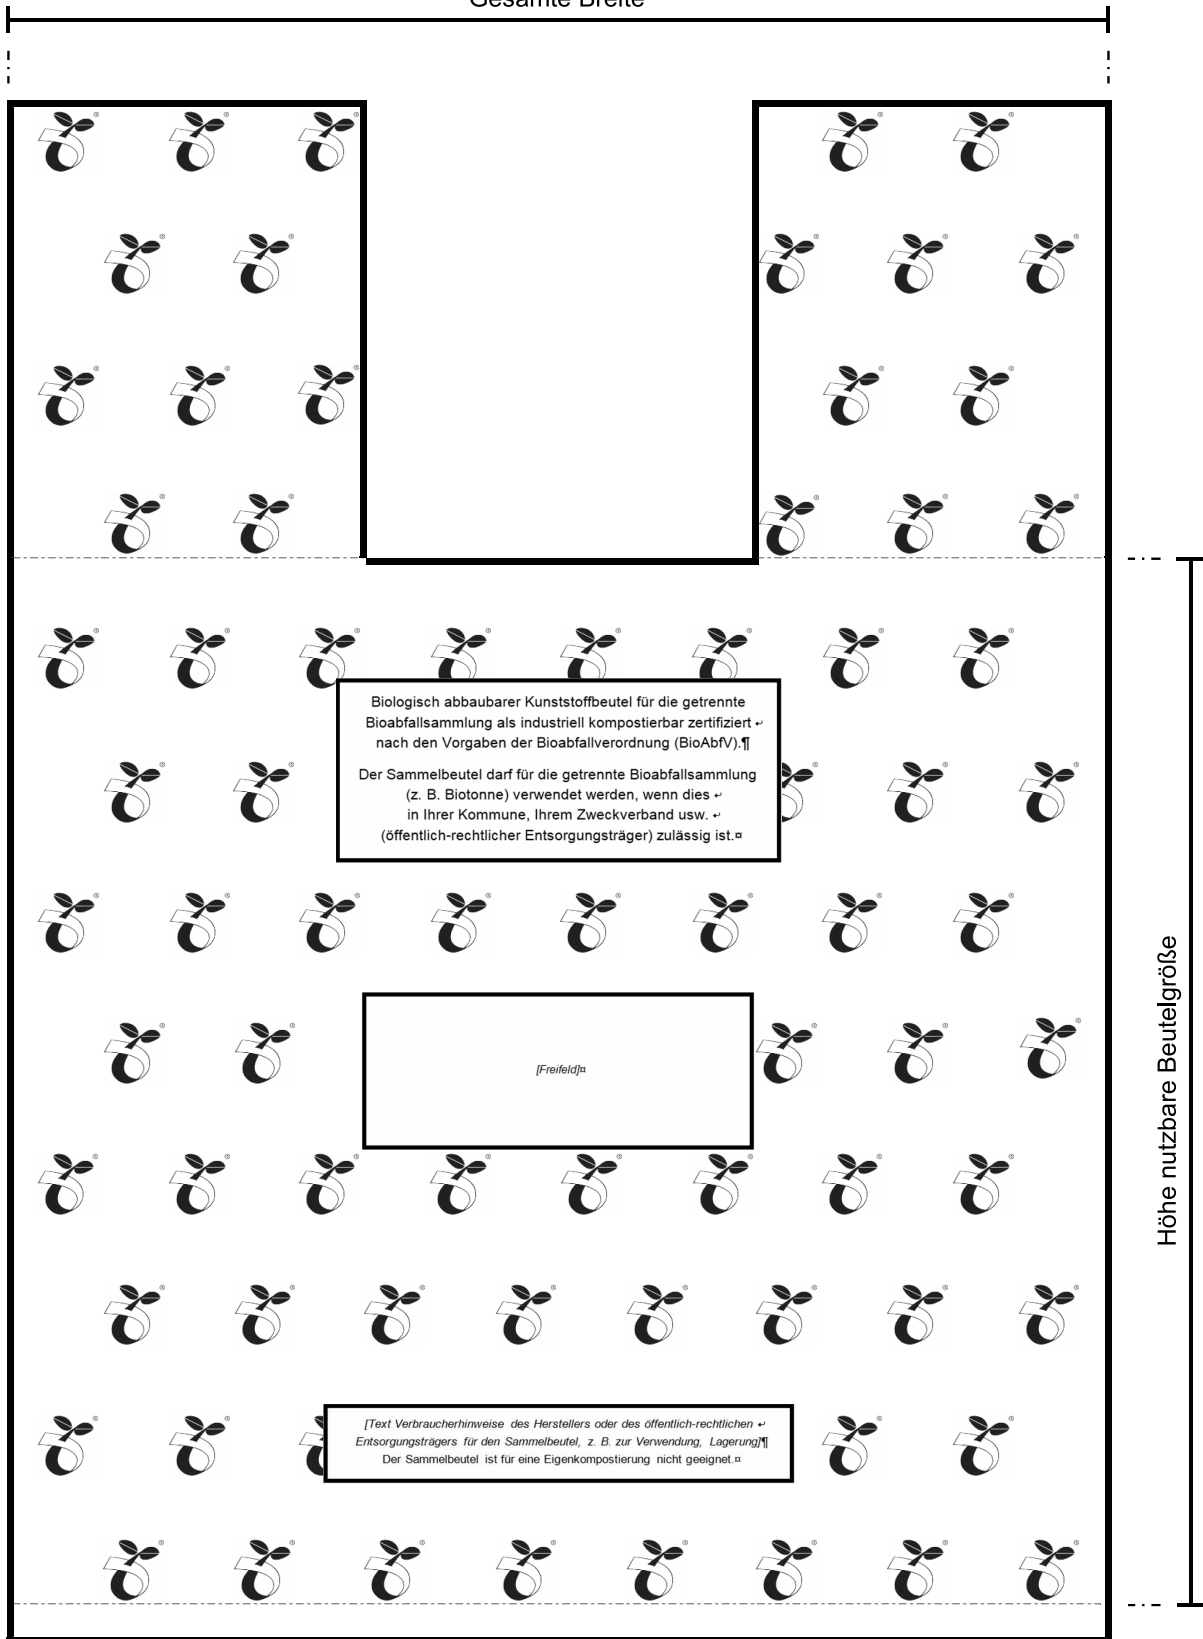 Gesamte Breite
Biologisch abbaubarer Kunststoffbeutel für die getrennte
Bioabfallsammlung als industriell kompostierbar zertifiziert ↵
nach den Vorgaben der Bioabfallverordnung (BioAbfV).¶
Der Sammelbeutel darf für die getrennte Bioabfallsammlung
(z. B. Biotonne) verwendet werden, wenn dies ↵
in Ihrer Kommune, Ihrem Zweckverband usw. ↵
(öffentlich-rechtlicher Entsorgungsträger) zulässig ist.¤
[Freifeld]¤
Höhe nutzbare Beutelgröße
[Text Verbraucherhinweise des Herstellers oder des öffentlich-rechtlichen ↵
Entsorgungsträgers für den Sammelbeutel, z. B. zur Verwendung, Lagerung]¶
Der Sammelbeutel ist für eine Eigenkompostierung nicht geeignet.¤